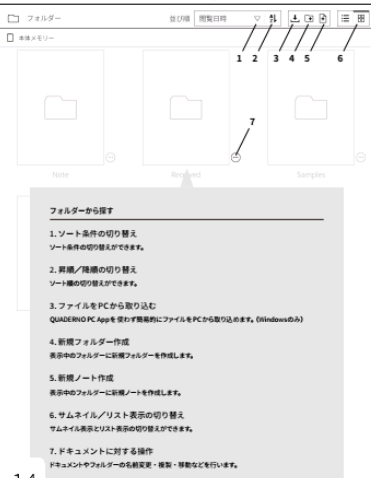 フォルダー 並び順 閲覧日時
本体メモリー
1 2 3 4 5 6
7
Note Received Samples
フォルダーから探す
1. ソート条件の切り替え
ソート条件の切り替えができます。
2. 昇順／降順の切り替え
ソート順の切り替えができます。
3. ファイルをPCから取り込む
QUADERNO PC Appを使わず簡易的にファイルをPCから取り込めます。(Windowsのみ)
4. 新規フォルダー作成
表示中のフォルダーに新規フォルダーを作成します。
5. 新規ノート作成
表示中のフォルダーに新規ノートを作成します。
6. サムネイル／リスト表示の切り替え
サムネイル表示とリスト表示の切り替えができます。
7. ドキュメントに対する操作
ドキュメントやフォルダーの名前変更・複製・移動などを行います。